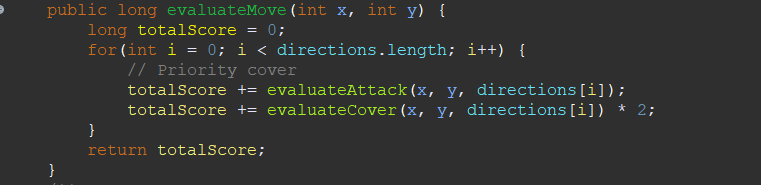 public long evaluateMove(int x, int y) {
long totalScore = 0;
for(int i = 0; i < directions.length; i++) {
// Priority cover
totalScore += evaluateAttack(x, y, directions[i]);
totalScore += evaluateCover(x, y, directions[i]) * 2;
}
return totalScore;
}